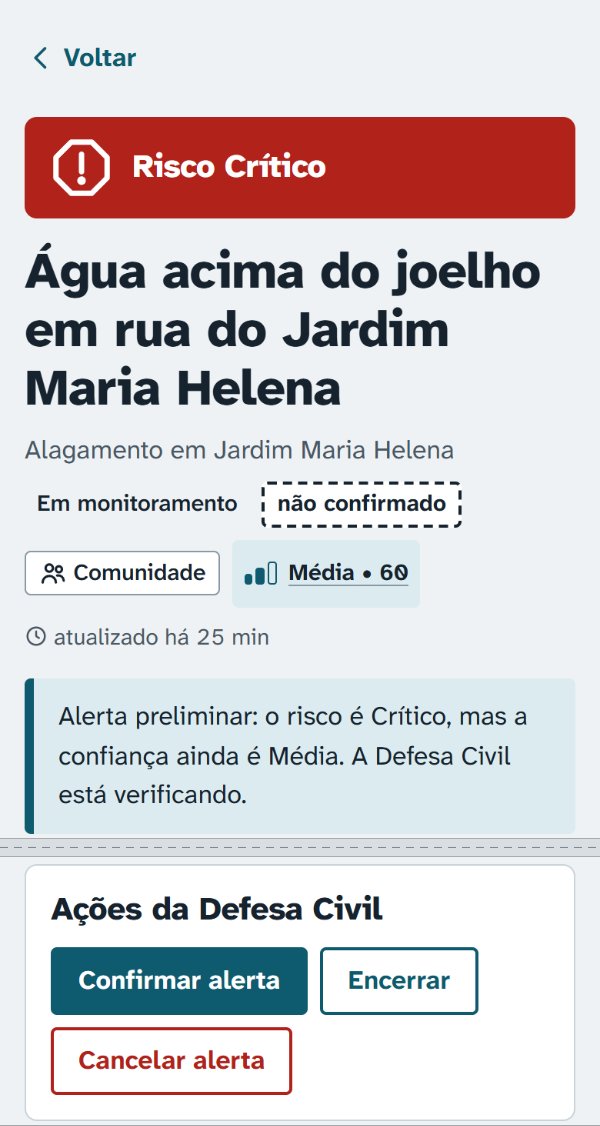 Voltar
Risco Crítico
Água acima do joelho
em rua do Jardim
Maria Helena
Alagamento em Jardim Maria Helena
Em monitoramento não confirmado
Comunidade Média • 60
atualizado há 25 min
Alerta preliminar: o risco é Crítico, mas a
confiança ainda é Média. A Defesa Civil
está verificando.
Ações da Defesa Civil
Confirmar alerta Encerrar
Cancelar alerta